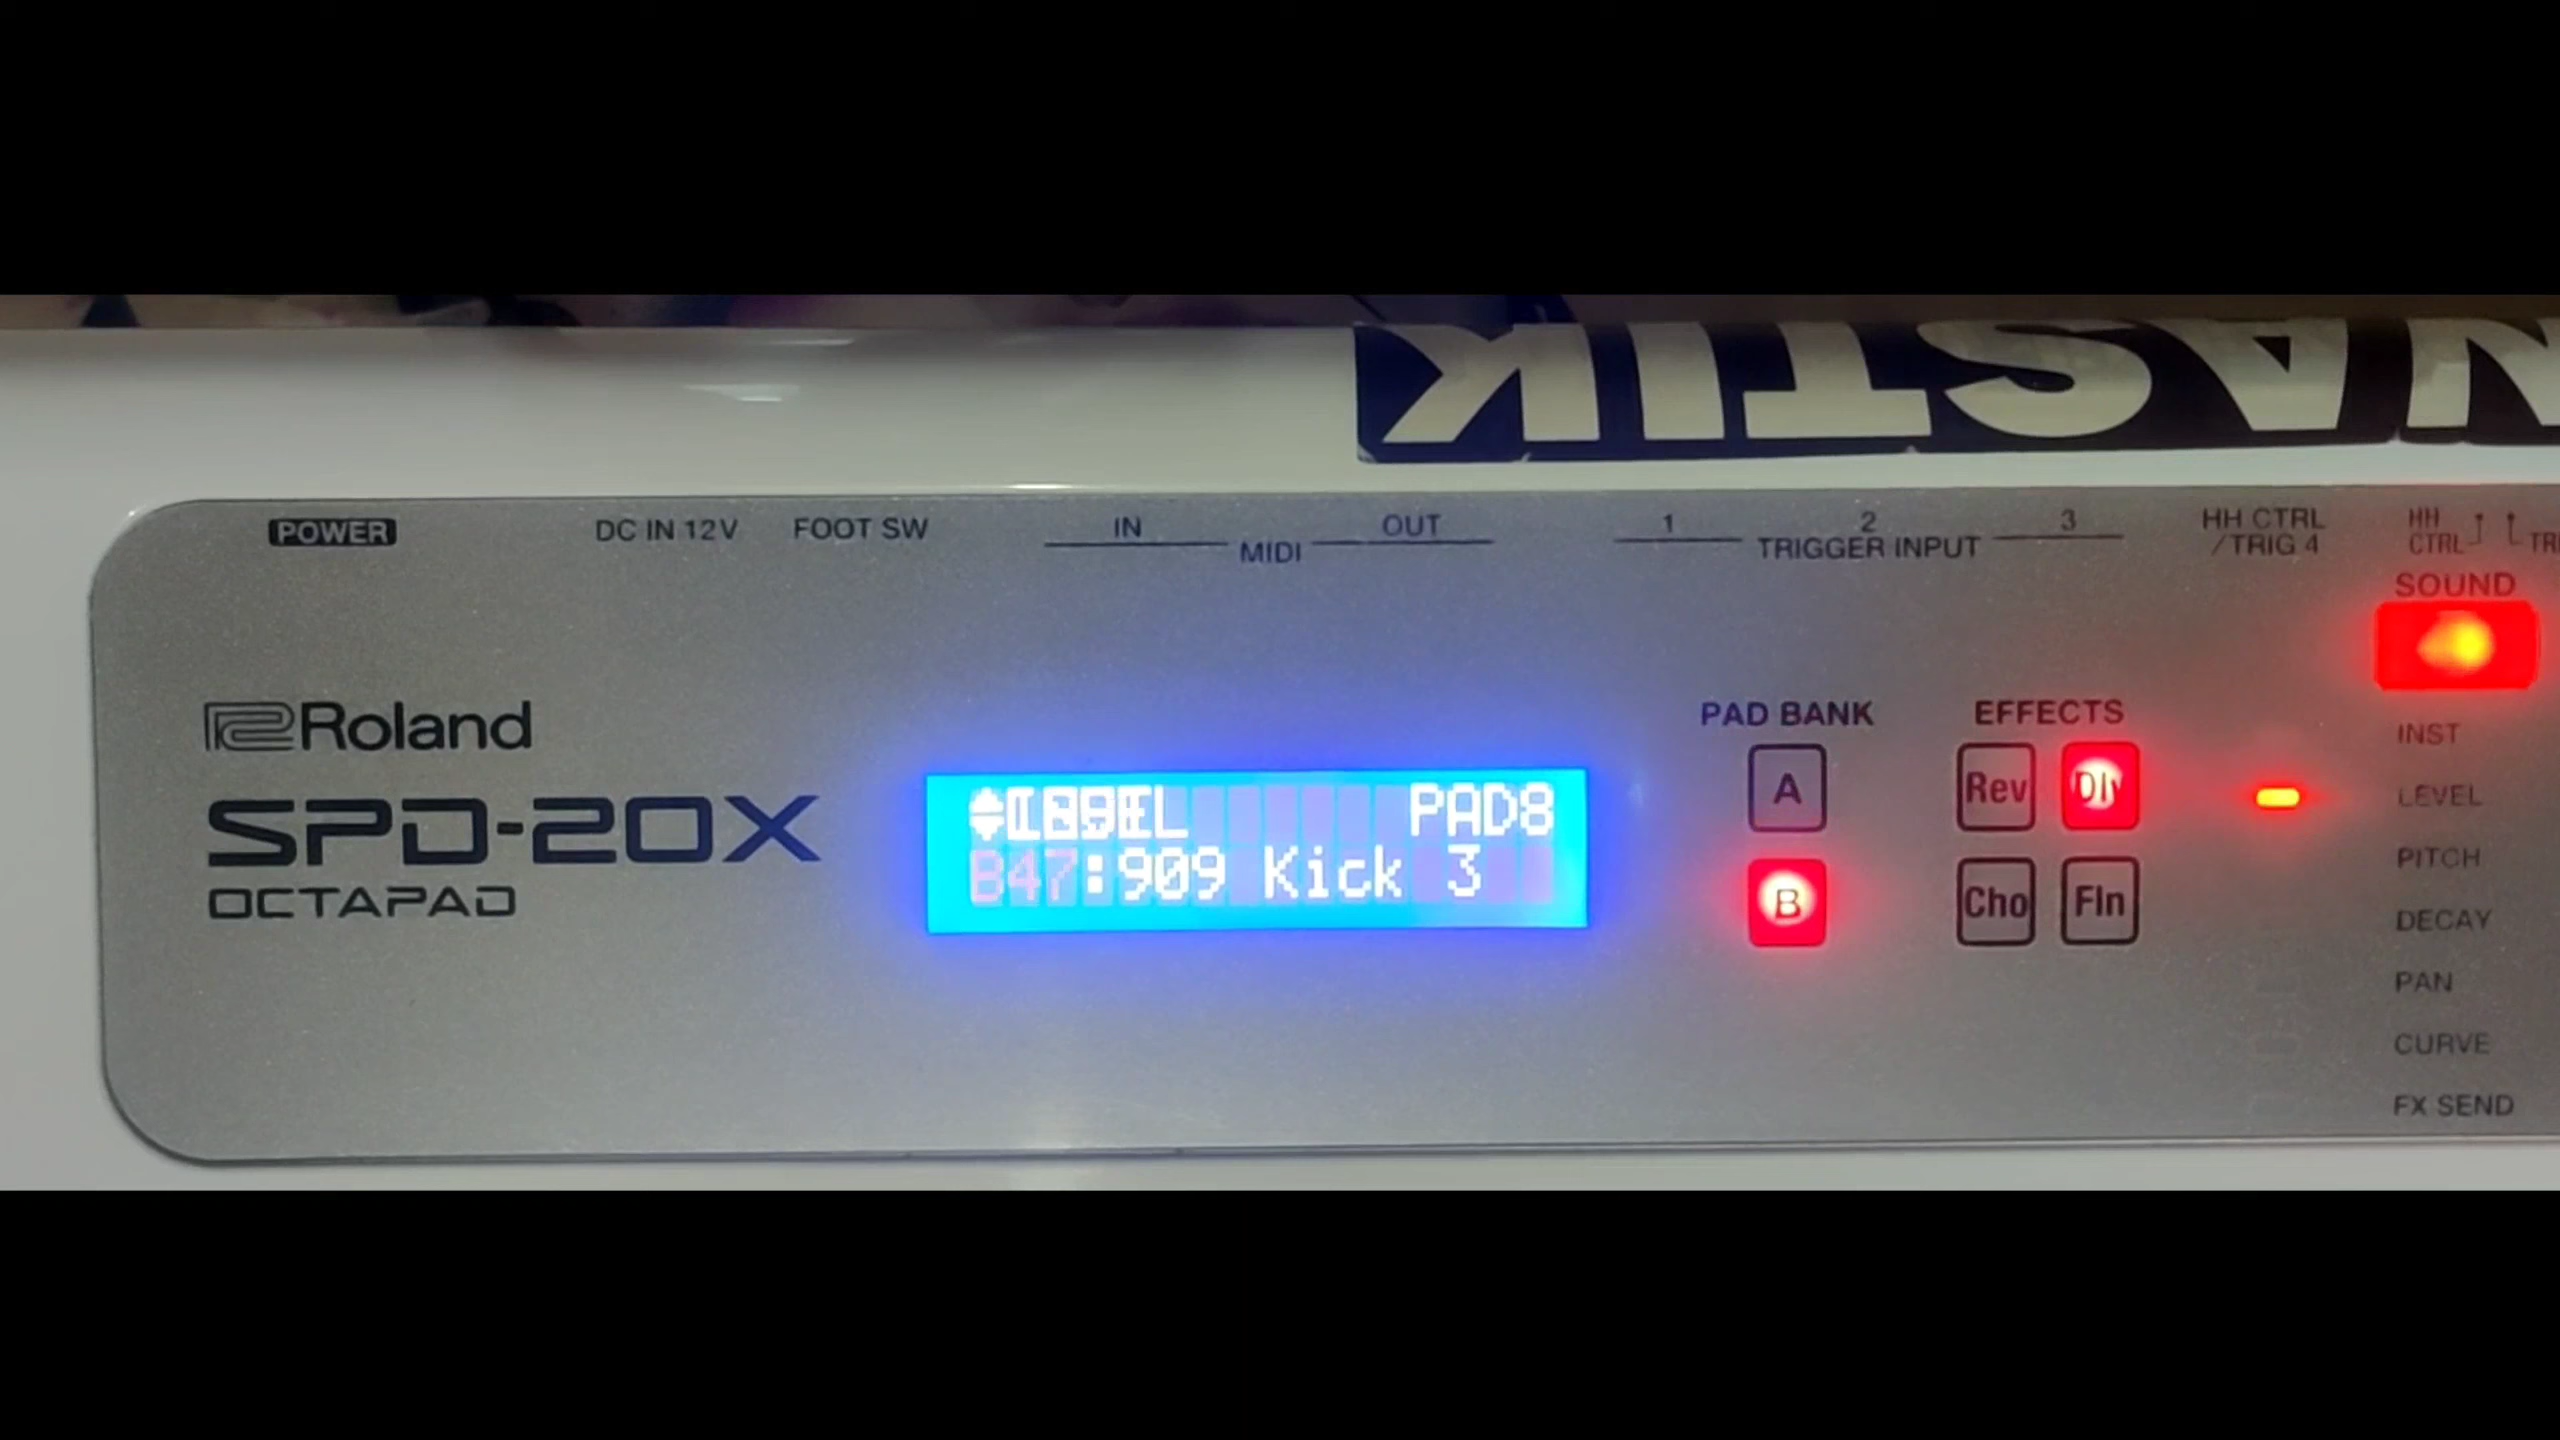 NASTIK
POWER
DC IN 12V
FOOT SW
IN
MIDI
OUT
1
2
3
TRIGGER INPUT
HH CTRL
/TRIG 4
HH
CTRL
SOUND
Roland
SPD-20X
OCTAPAD
PAD8
B47:909 Kick 3
PAD BANK
A
B
EFFECTS
Rev
Dly
Cho
Fln
INST
LEVEL
PITCH
DECAY
PAN
CURVE
FX SEND